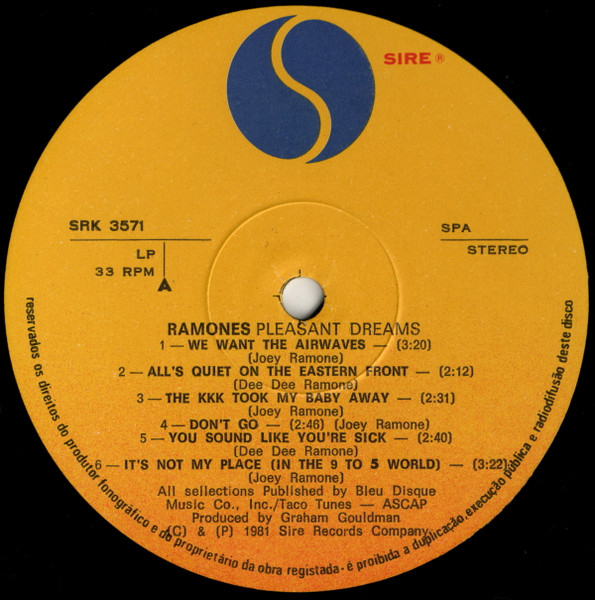 SIRE ®
SRK 3571
LP
33 RPM
A
SPA
STEREO
RAMONES PLEASANT DREAMS
1 — WE WANT THE AIRWAVES — (3:20)
(Joey Ramone)
2 — ALL'S QUIET ON THE EASTERN FRONT — (2:12)
(Dee Dee Ramone)
3 — THE KKK TOOK MY BABY AWAY — (2:31)
(Joey Ramone)
4 — DON'T GO — (2:46) (Joey Ramone)
5 — YOU SOUND LIKE YOU'RE SICK — (2:40)
(Dee Dee Ramone)
6 — IT'S NOT MY PLACE (IN THE 9 TO 5 WORLD) — (3:22)
(Joey Ramone)
All sellections Published by Bleu Disque
Music Co., Inc./Taco Tunes — ASCAP
Produced by Graham Gouldman
(C) & (P) 1981 Sire Records Company
reservados os direitos do produtor fonográfico e do proprietário da obra registada - é proibida a duplicação, execução pública e radiodifusão deste disco